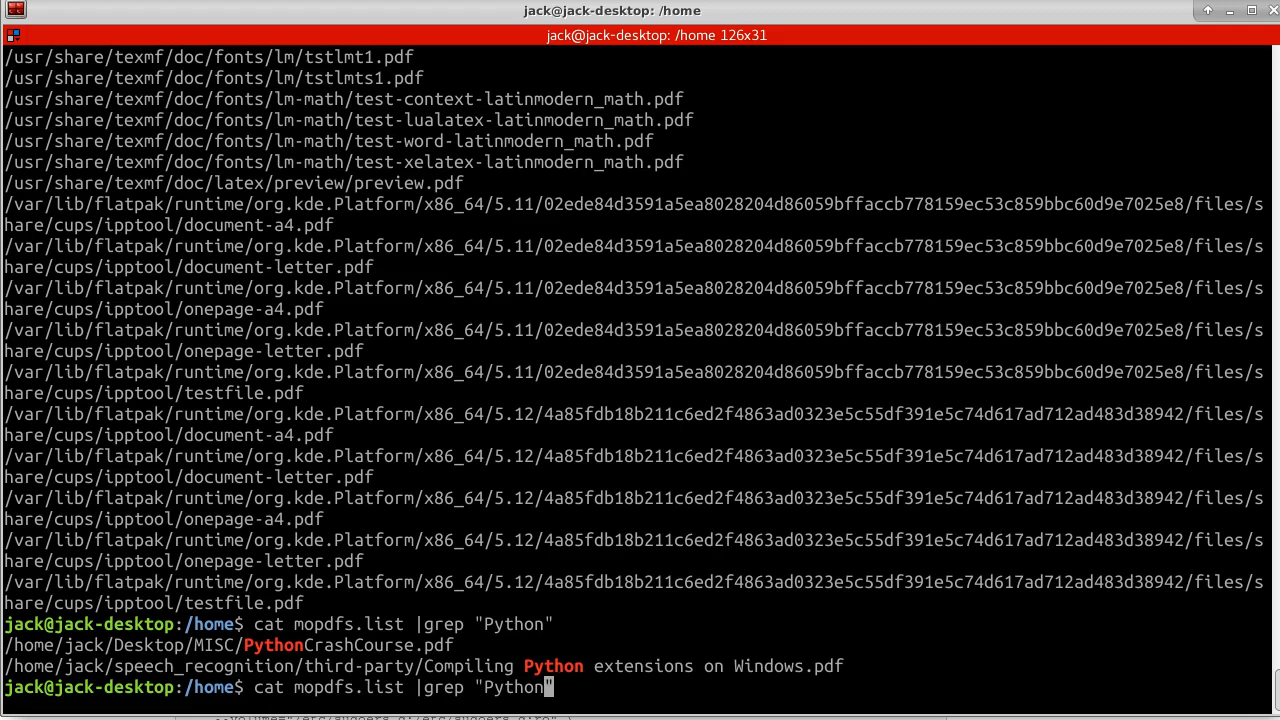 jack@jack-desktop: /home
jack@jack-desktop: /home 126x31
/usr/share/texmf/doc/fonts/lm/tstlmt1.pdf
/usr/share/texmf/doc/fonts/lm/tstlmts1.pdf
/usr/share/texmf/doc/fonts/lm-math/test-context-latinmodern_math.pdf
/usr/share/texmf/doc/fonts/lm-math/test-lualatex-latinmodern_math.pdf
/usr/share/texmf/doc/fonts/lm-math/test-word-latinmodern_math.pdf
/usr/share/texmf/doc/fonts/lm-math/test-xelatex-latinmodern_math.pdf
/usr/share/texmf/doc/latex/preview/preview.pdf
/var/lib/flatpak/runtime/org.kde.Platform/x86_64/5.11/02ede84d3591a5ea8028204d86059bffaccb778159ec53c859bbc60d9e7025e8/files/s
hare/cups/ipptool/document-a4.pdf
/var/lib/flatpak/runtime/org.kde.Platform/x86_64/5.11/02ede84d3591a5ea8028204d86059bffaccb778159ec53c859bbc60d9e7025e8/files/s
hare/cups/ipptool/document-letter.pdf
/var/lib/flatpak/runtime/org.kde.Platform/x86_64/5.11/02ede84d3591a5ea8028204d86059bffaccb778159ec53c859bbc60d9e7025e8/files/s
hare/cups/ipptool/onepage-a4.pdf
/var/lib/flatpak/runtime/org.kde.Platform/x86_64/5.11/02ede84d3591a5ea8028204d86059bffaccb778159ec53c859bbc60d9e7025e8/files/s
hare/cups/ipptool/onepage-letter.pdf
/var/lib/flatpak/runtime/org.kde.Platform/x86_64/5.11/02ede84d3591a5ea8028204d86059bffaccb778159ec53c859bbc60d9e7025e8/files/s
hare/cups/ipptool/testfile.pdf
/var/lib/flatpak/runtime/org.kde.Platform/x86_64/5.12/4a85fdb18b211c6ed2f4863ad0323e5c55df391e5c74d617ad712ad483d38942/files/s
hare/cups/ipptool/document-a4.pdf
/var/lib/flatpak/runtime/org.kde.Platform/x86_64/5.12/4a85fdb18b211c6ed2f4863ad0323e5c55df391e5c74d617ad712ad483d38942/files/s
hare/cups/ipptool/document-letter.pdf
/var/lib/flatpak/runtime/org.kde.Platform/x86_64/5.12/4a85fdb18b211c6ed2f4863ad0323e5c55df391e5c74d617ad712ad483d38942/files/s
hare/cups/ipptool/onepage-a4.pdf
/var/lib/flatpak/runtime/org.kde.Platform/x86_64/5.12/4a85fdb18b211c6ed2f4863ad0323e5c55df391e5c74d617ad712ad483d38942/files/s
hare/cups/ipptool/onepage-letter.pdf
/var/lib/flatpak/runtime/org.kde.Platform/x86_64/5.12/4a85fdb18b211c6ed2f4863ad0323e5c55df391e5c74d617ad712ad483d38942/files/s
hare/cups/ipptool/testfile.pdf
jack@jack-desktop:/home$ cat mopdfs.list |grep "Python"
/home/jack/Desktop/MISC/PythonCrashCourse.pdf
/home/jack/speech_recognition/third-party/Compiling Python extensions on Windows.pdf
jack@jack-desktop:/home$ cat mopdfs.list |grep "Python"